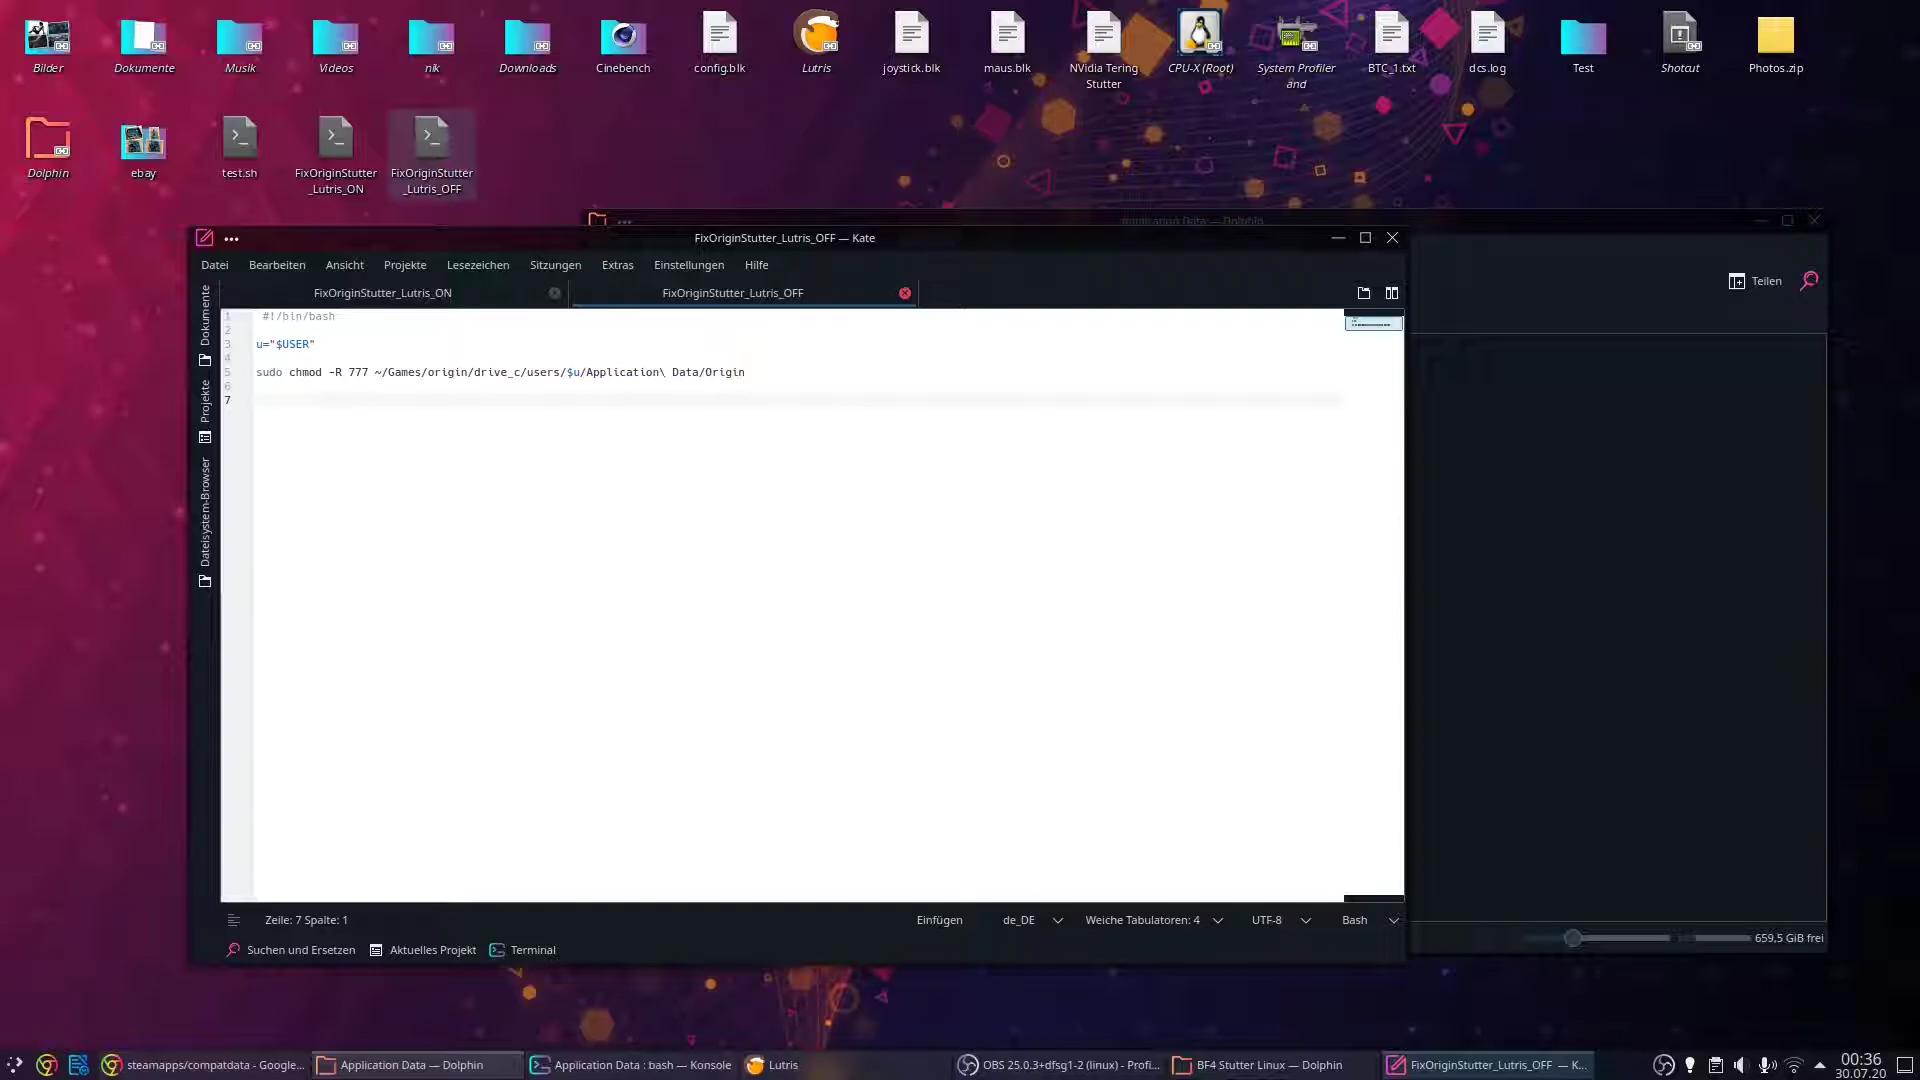 Bilder
Dokumente
Musik
Videos
nik
Downloads
Cinebench
config.blk
Lutris
joystick.blk
maus.blk
NVidia Tering
Stutter
CPU-X (Root)
System Profiler
and
BTC_1.txt
dcs.log
Test
Shotcut
Photos.zip
Dolphin
ebay
test.sh
FixOriginStutter
_Lutris_ON
FixOriginStutter
_Lutris_OFF
Application Data — Dolphin
FixOriginStutter_Lutris_OFF — Kate
Datei Bearbeiten Ansicht Projekte Lesezeichen Sitzungen Extras Einstellungen Hilfe
Teilen
FixOriginStutter_Lutris_ON
FixOriginStutter_Lutris_OFF
Dokumente
Projekte
Dateisystem-Browser
1 #!/bin/bash
2
3 u="$USER"
4
5 sudo chmod -R 777 ~/Games/origin/drive_c/users/$u/Application\ Data/Origin
6
7
Zeile: 7 Spalte: 1
Einfügen
de_DE
Weiche Tabulatoren: 4
UTF-8
Bash
659,5 GiB frei
Suchen und Ersetzen
Aktuelles Projekt
Terminal
steamapps/compatdata - Google...
Application Data — Dolphin
Application Data : bash — Konsole
Lutris
OBS 25.0.3+dfsg1-2 (linux) - Profi...
BF4 Stutter Linux — Dolphin
FixOriginStutter_Lutris_OFF — K...
00:36
30.07.20